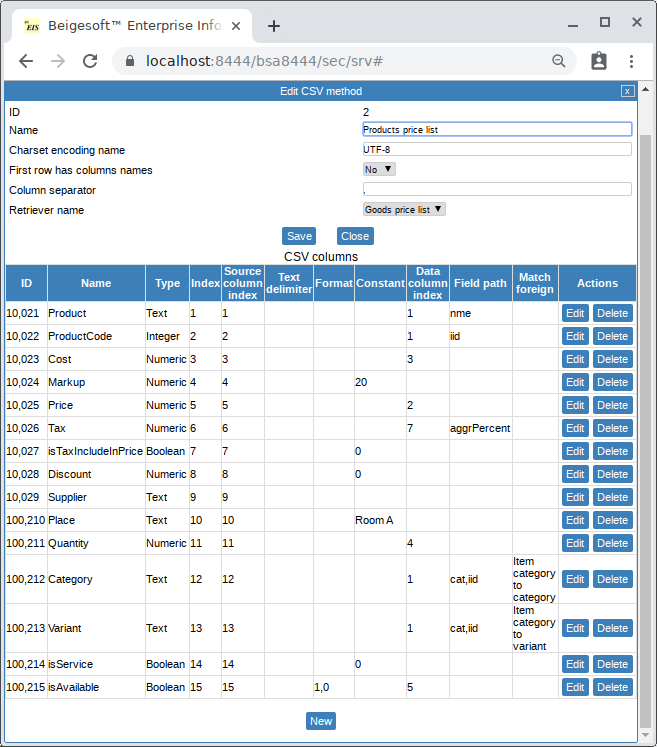 EIS
Beigesoft™ Enterprise Info
localhost:8444/bsa8444/sec/srv#
Edit CSV method x
ID 2
Name Products price list
Charset encoding name UTF-8
First row has columns names No ▼
Column separator ,
Retriever name Goods price list ▼
Save Close
CSV columns
ID Name Type Index Source column index Text delimiter Format Constant Data column index Field path Match foreign Actions
10,021 Product Text 1 1 1 nme Edit Delete
10,022 ProductCode Integer 2 2 1 iid Edit Delete
10,023 Cost Numeric 3 3 3 Edit Delete
10,024 Markup Numeric 4 4 20 Edit Delete
10,025 Price Numeric 5 5 2 Edit Delete
10,026 Tax Numeric 6 6 7 aggrPercent Edit Delete
10,027 isTaxIncludeInPrice Boolean 7 7 0 Edit Delete
10,028 Discount Numeric 8 8 0 Edit Delete
10,029 Supplier Text 9 9 Edit Delete
100,210 Place Text 10 10 Room A Edit Delete
100,211 Quantity Numeric 11 11 4 Edit Delete
100,212 Category Text 12 12 1 cat,iid Item category to category Edit Delete
100,213 Variant Text 13 13 1 cat,iid Item category to variant Edit Delete
100,214 isService Boolean 14 14 0 Edit Delete
100,215 isAvailable Boolean 15 15 1,0 5 Edit Delete
New